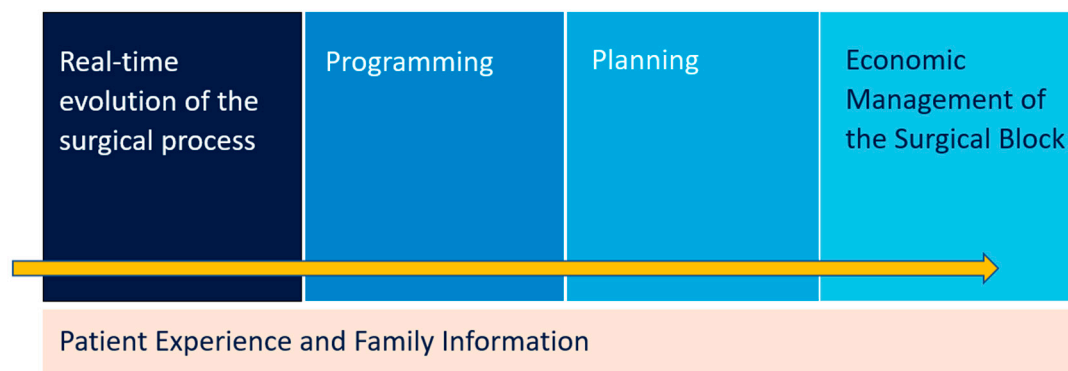 Real-time
evolution of the
surgical process
Programming
Planning
Economic
Management of
the Surgical Block
Patient Experience and Family Information